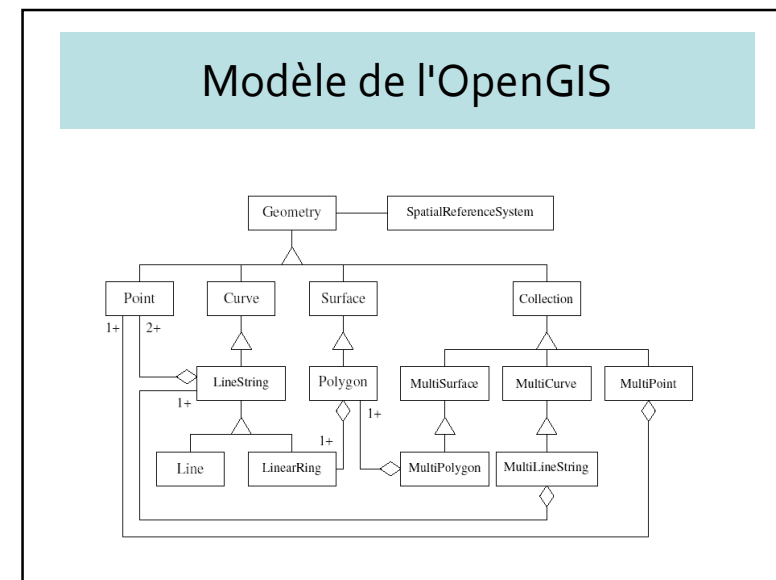 Modèle de l'OpenGIS
Geometry SpatialReferenceSystem
Point Curve Surface Collection
1+ 2+
LineString Polygon MultiSurface MultiCurve MultiPoint
1+ 1+
1+
Line LinearRing MultiPolygon MultiLineString